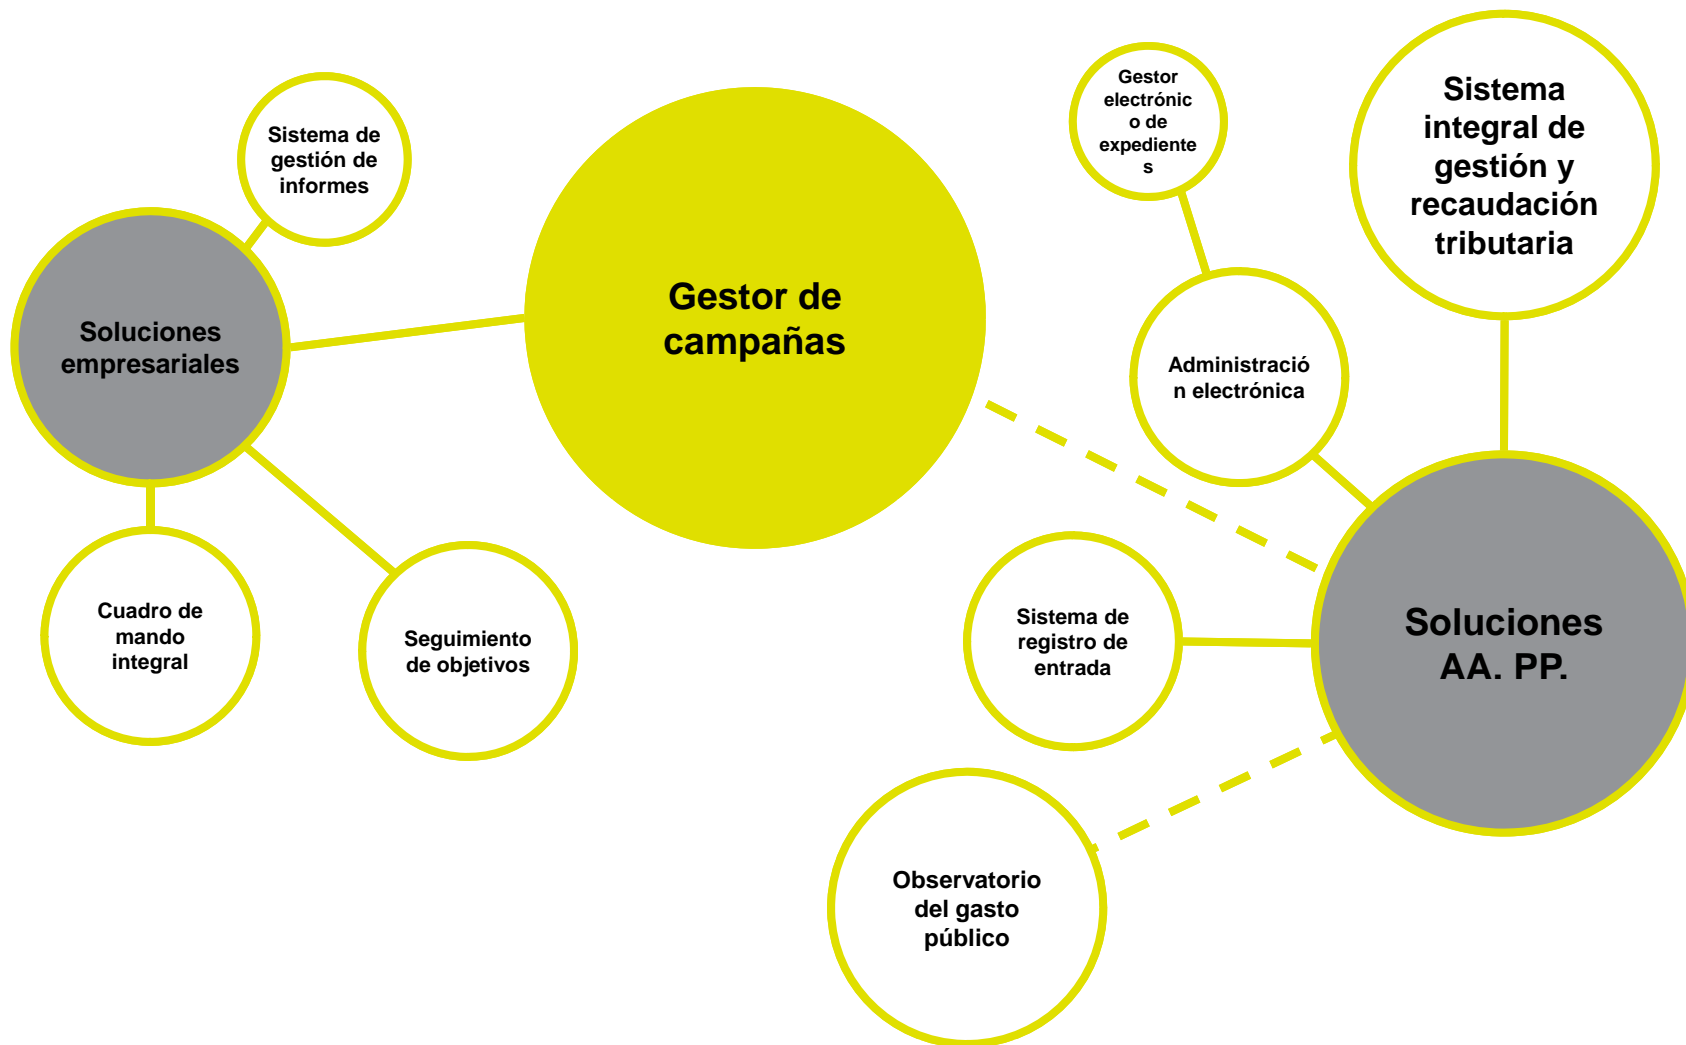 Sistema de
gestión de
informes
Soluciones
empresariales
Cuadro de
mando
integral
Seguimiento
de objetivos
Gestor de
campañas
Gestor
electrónic
o de
expediente
s
Administració
n electrónica
Sistema
integral de
gestión y
recaudación
tributaria
Sistema de
registro de
entrada
Soluciones
AA. PP.
Observatorio
del gasto
público